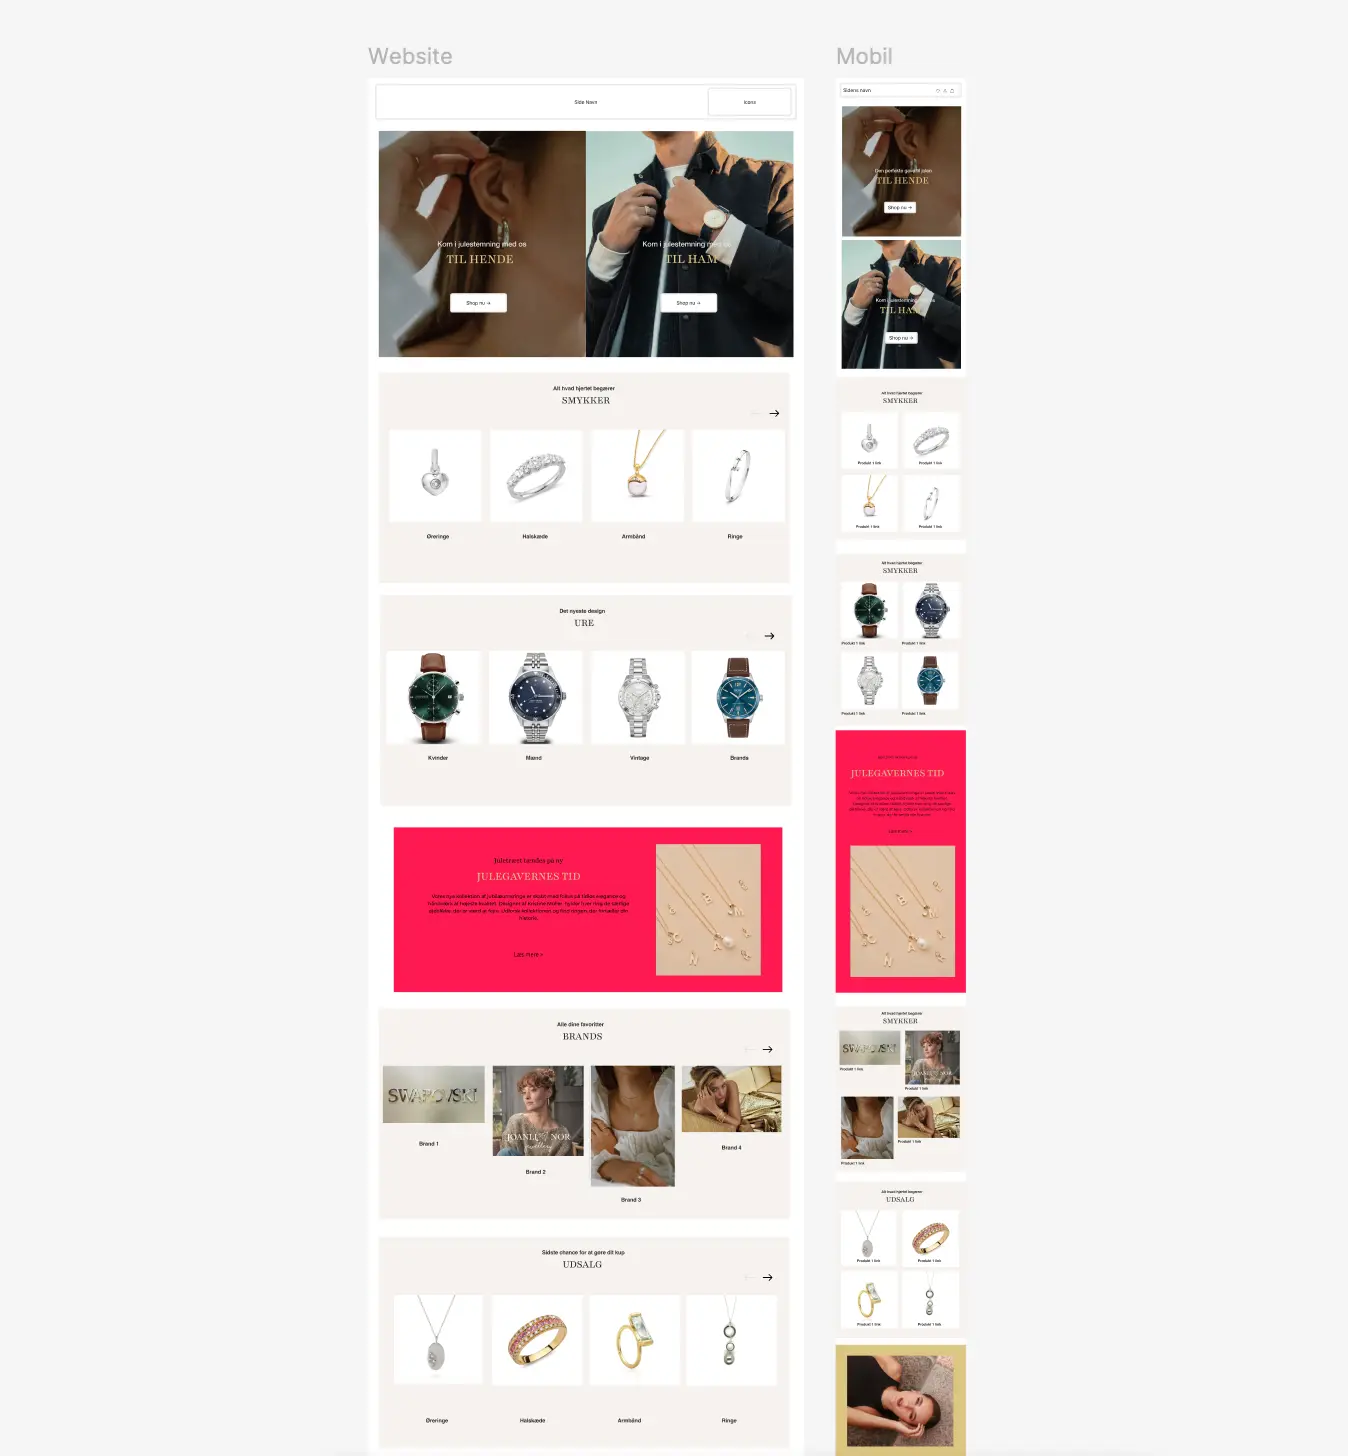 Website
Side Navn
Icons
Kom i julestemning med os
TIL HENDE
Shop nu →
Kom i julestemning med os
TIL HAM
Shop nu →
Alt hvad hjertet begærer
SMYKKER
Øreringe
Halskæde
Armbånd
Ringe
Det nyeste design
URE
Kvinder
Mænd
Vintage
Brands
Juletræet tændes på ny
JULEGAVERNES TID
Læs mere >
Alle dine favoritter
BRANDS
SWAROVSKI
Brand 1
JOANLI NOR
jewellery
Brand 2
Brand 3
Brand 4
Sidste chance for at gøre dit kup
UDSALG
Øreringe
Halskæde
Armbånd
Ringe
Mobil
Sidens navn
Den perfekte gave til julen
TIL HENDE
Shop nu →
Kom i julestemning med os
TIL HAM
Shop nu →
Alt hvad hjertet begærer
SMYKKER
Produkt 1 link
Produkt 1 link
Produkt 1 link
Produkt 1 link
Alt hvad hjertet begærer
SMYKKER
Produkt 1 link
Produkt 1 link
Produkt 1 link
Produkt 1 link
JULEGAVERNES TID
Læs mere >
Alt hvad hjertet begærer
SMYKKER
SWAROVSKI
Produkt 1 link
JOANLI NOR
Produkt 1 link
Produkt 1 link
Produkt 1 link
Alt hvad hjertet begærer
UDSALG
Produkt 1 link
Produkt 1 link
Produkt 1 link
Produkt 1 link